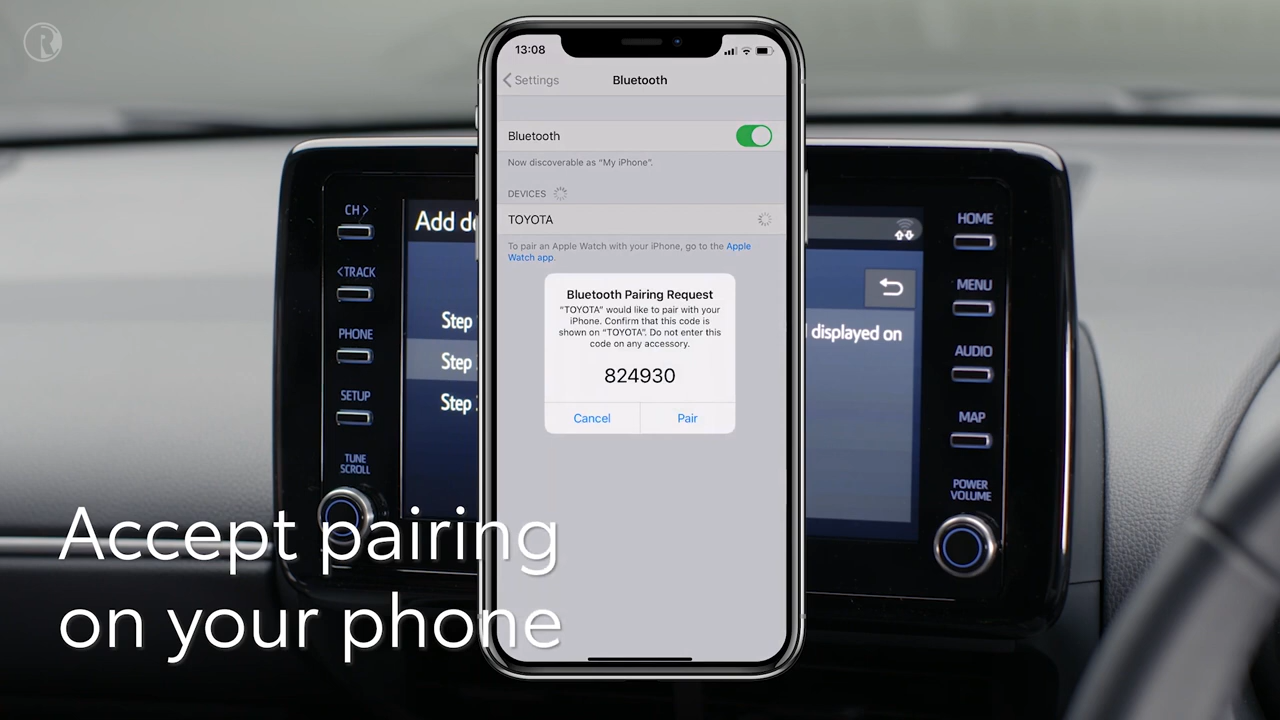 R
13:08
Settings
Bluetooth
Bluetooth
Now discoverable as “My iPhone”.
DEVICES
TOYOTA
To pair an Apple Watch with your iPhone, go to the Apple
Watch app.
Bluetooth Pairing Request
“TOYOTA” would like to pair with your
iPhone. Confirm that this code is
shown on “TOYOTA”. Do not enter this
code on any accessory.
824930
Cancel
Pair
CH>
<TRACK
PHONE
SETUP
TUNE
SCROLL
Add
Step
Step
Step
displayed on
HOME
MENU
AUDIO
MAP
POWER
VOLUME
Accept pairing
on your phone